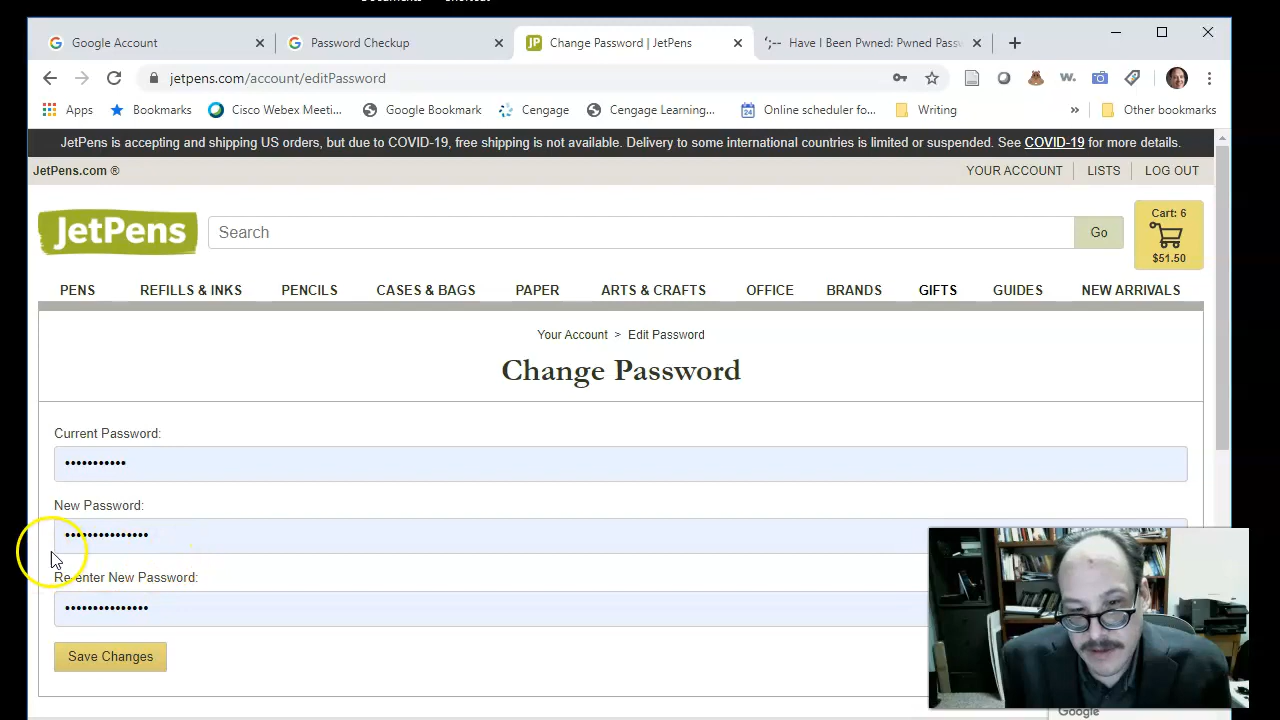 Google Account
Password Checkup
Change Password | JetPens
Have I Been Pwned: Pwned Pass
jetpens.com/account/editPassword
Apps
Bookmarks
Cisco Webex Meeti...
Google Bookmark
Cengage
Cengage Learning...
Online scheduler fo...
Writing
»
Other bookmarks
JetPens is accepting and shipping US orders, but due to COVID-19, free shipping is not available. Delivery to some international countries is limited or suspended. See COVID-19 for more details.
JetPens.com ®
YOUR ACCOUNT
LISTS
LOG OUT
JetPens
Search
Go
Cart: 6
$51.50
PENS
REFILLS & INKS
PENCILS
CASES & BAGS
PAPER
ARTS & CRAFTS
OFFICE
BRANDS
GIFTS
GUIDES
NEW ARRIVALS
Your Account > Edit Password
Change Password
Current Password:
•••••••••••
New Password:
•••••••••••••••
Re-enter New Password:
•••••••••••••••
Save Changes
Google